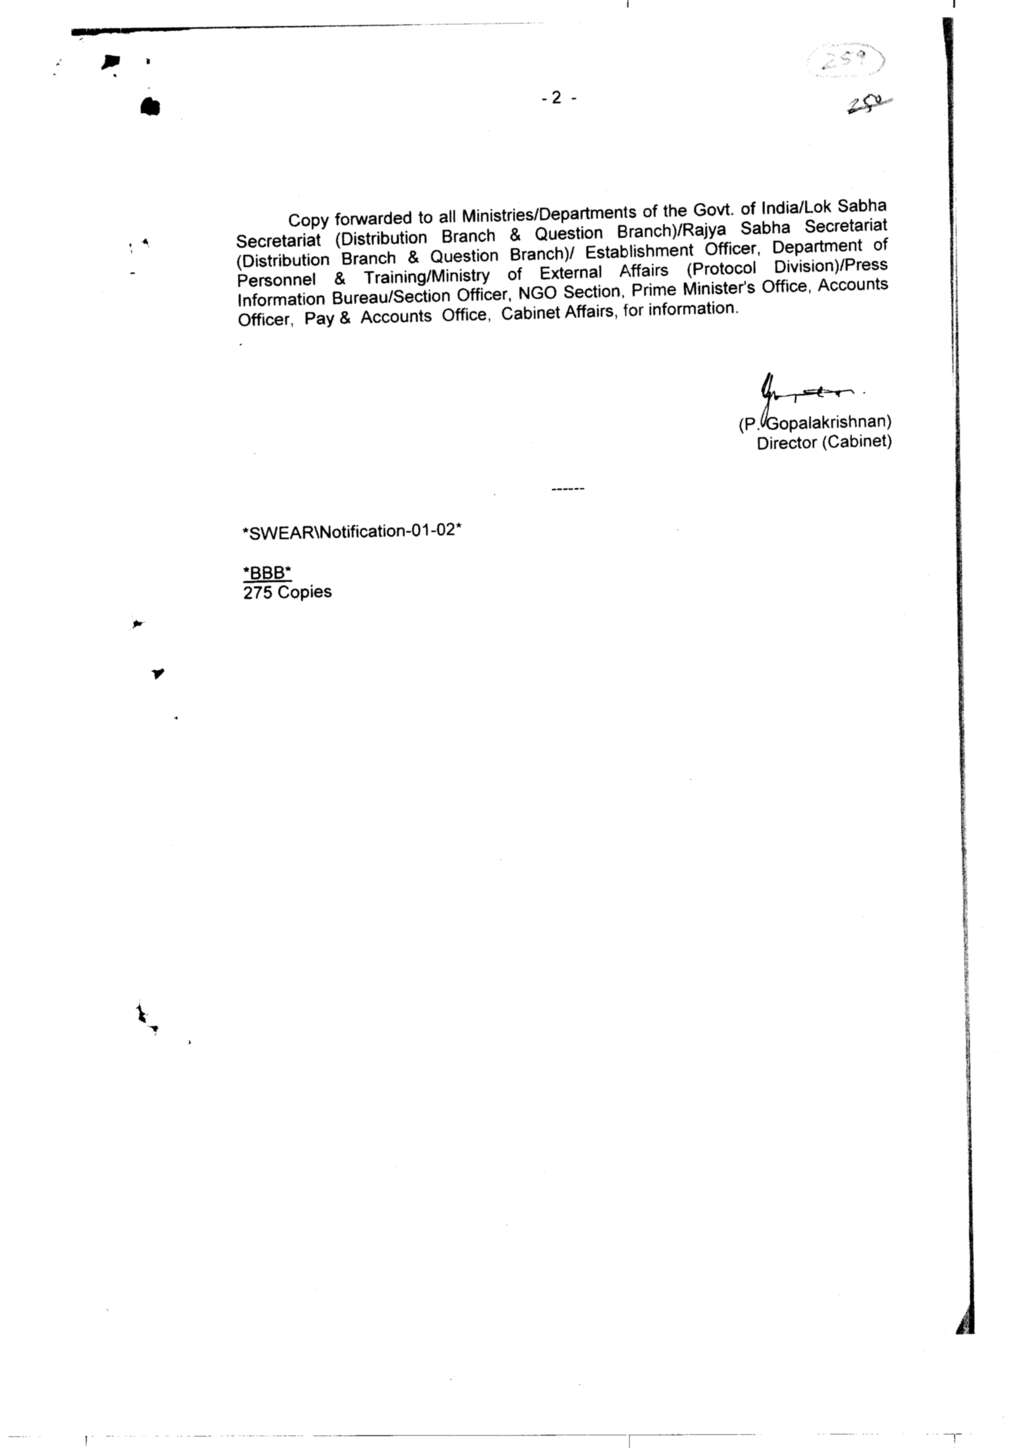 259
- 2 -
250
Copy forwarded to all Ministries/Departments of the Govt. of India/Lok Sabha
Secretariat (Distribution Branch & Question Branch)/Rajya Sabha Secretariat
(Distribution Branch & Question Branch)/ Establishment Officer, Department of
Personnel & Training/Ministry of External Affairs (Protocol Division)/Press
Information Bureau/Section Officer, NGO Section, Prime Minister's Office, Accounts
Officer, Pay & Accounts Office, Cabinet Affairs, for information.
(P. Gopalakrishnan)
Director (Cabinet)
------
*SWEAR\Notification-01-02*
*BBB*
275 Copies